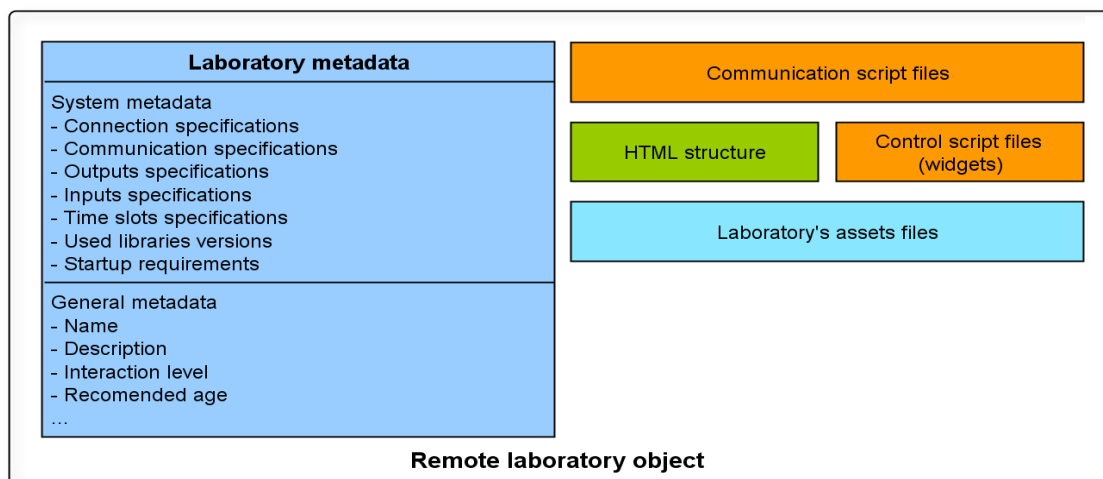 Laboratory metadata
System metadata
- Connection specifications
- Communication specifications
- Outputs specifications
- Inputs specifications
- Time slots specifications
- Used libraries versions
- Startup requirements
General metadata
- Name
- Description
- Interaction level
- Recomended age
...
Communication script files
HTML structure
Control script files
(widgets)
Laboratory's assets files
Remote laboratory object